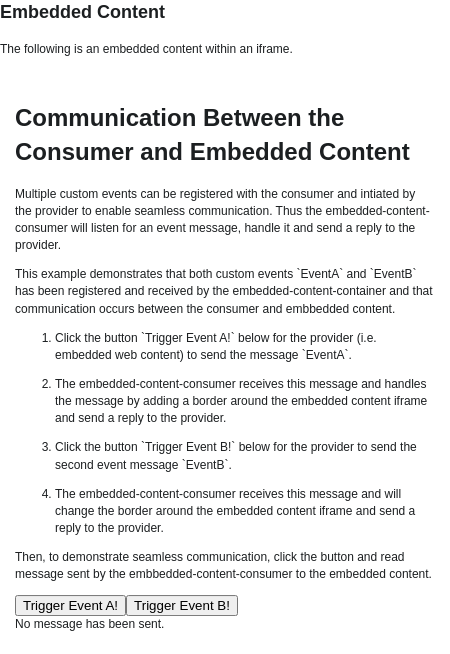 Embedded Content
The following is an embedded content within an iframe.
Communication Between the
Consumer and Embedded Content
Multiple custom events can be registered with the consumer and intiated by
the provider to enable seamless communication. Thus the embedded-content-
consumer will listen for an event message, handle it and send a reply to the
provider.
This example demonstrates that both custom events `EventA` and `EventB`
has been registered and received by the embedded-content-container and that
communication occurs between the consumer and embbedded content.
1. Click the button `Trigger Event A!` below for the provider (i.e.
embedded web content) to send the message `EventA`.
2. The embedded-content-consumer receives this message and handles
the message by adding a border around the embedded content iframe
and send a reply to the provider.
3. Click the button `Trigger Event B!` below for the provider to send the
second event message `EventB`.
4. The embedded-content-consumer receives this message and will
change the border around the embedded content iframe and send a
reply to the provider.
Then, to demonstrate seamless communication, click the button and read
message sent by the embbedded-content-consumer to the embedded content.
Trigger Event A! Trigger Event B!
No message has been sent.